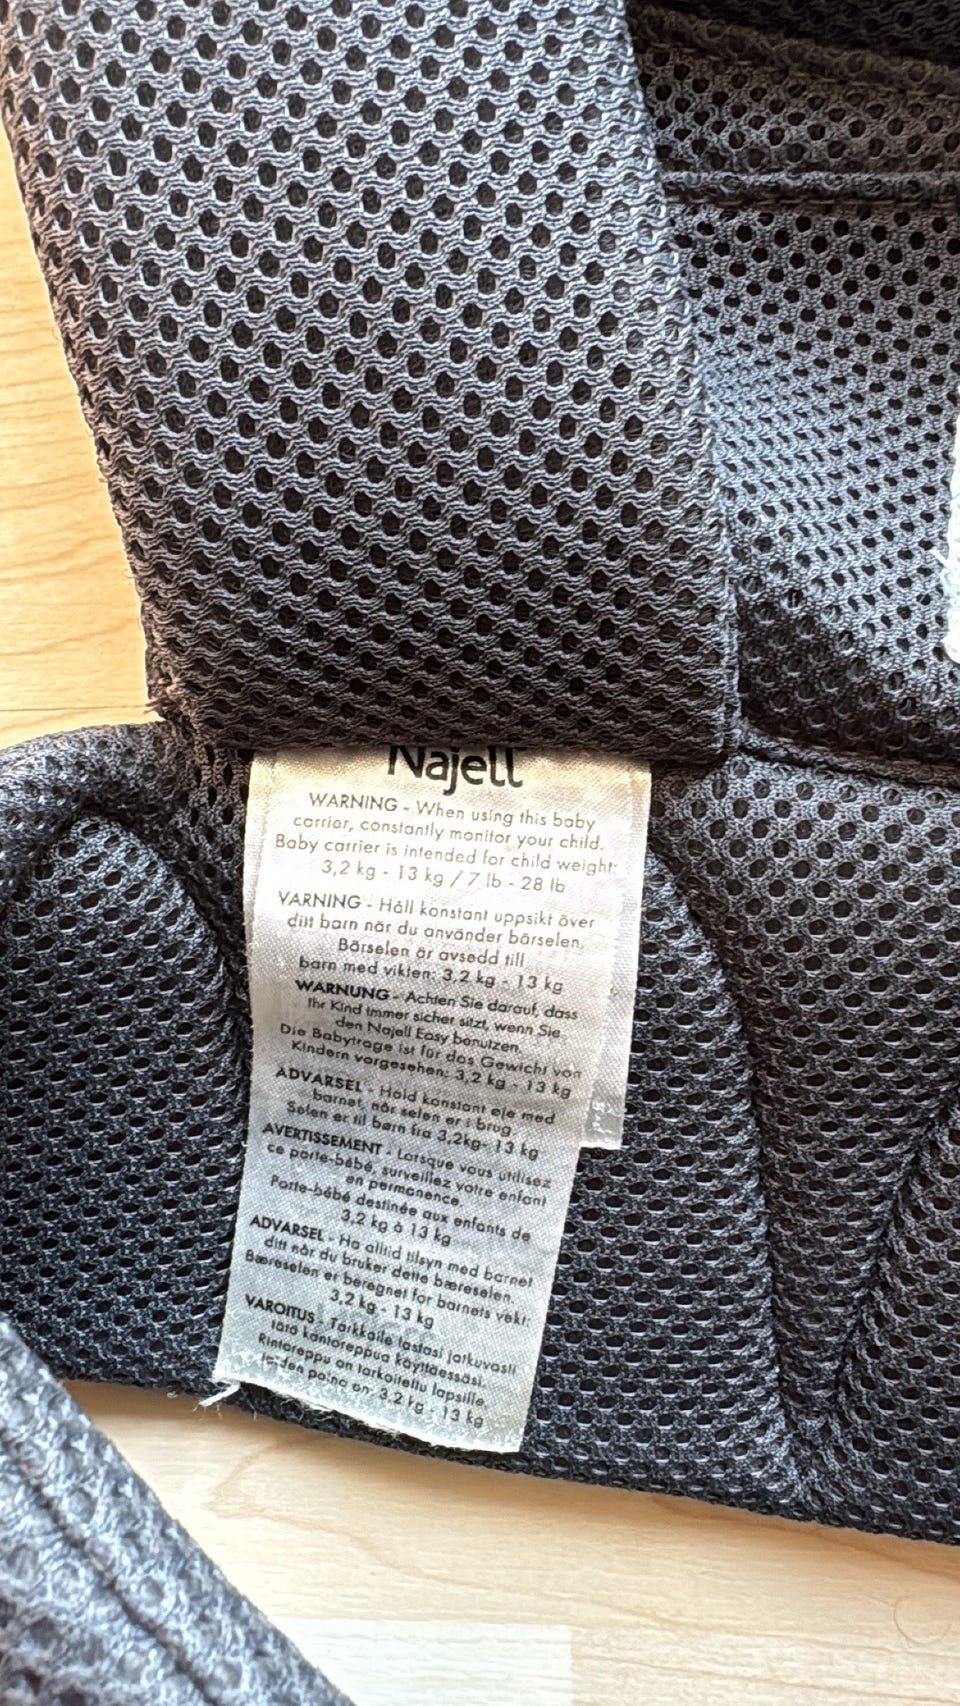 Najell
WARNING - When using this baby
carrier, constantly monitor your child.
Baby carrier is intended for child weight:
3,2 kg - 13 kg / 7 lb - 28 lb
VARNING - Håll konstant uppsikt över
ditt barn när du använder bärselen.
Bärselen är avsedd till
barn med vikten: 3,2 kg - 13 kg
WARNUNG - Achten Sie darauf, dass
Ihr Kind immer sicher sitzt, wenn Sie
den Najell Easy benutzen.
Die Babytrage ist für das Gewicht von
Kindern vorgesehen: 3,2 kg - 13 kg
ADVARSEL - Hold konstant øje med
barnet, når selen er i brug
Selen er til børn fra 3,2kg- 13 kg
AVERTISSEMENT - Lorsque vous utilisez
ce porte-bébé, surveillez votre enfant
en permanence.
Porte-bébé destinée aux enfants de
3,2 kg à 13 kg
ADVARSEL - Ha alltid tilsyn med barnet
ditt når du bruker dette bæreselen.
Bæreselen er beregnet for barnets vekt:
3,2 kg - 13 kg
VAROITUS - Tarkkaile lastasi jatkuvasti
tätä kantoreppua käyttäessäsi.
Rintareppu on tarkoitettu lapsille,
joiden paino on: 3,2 kg - 13 kg